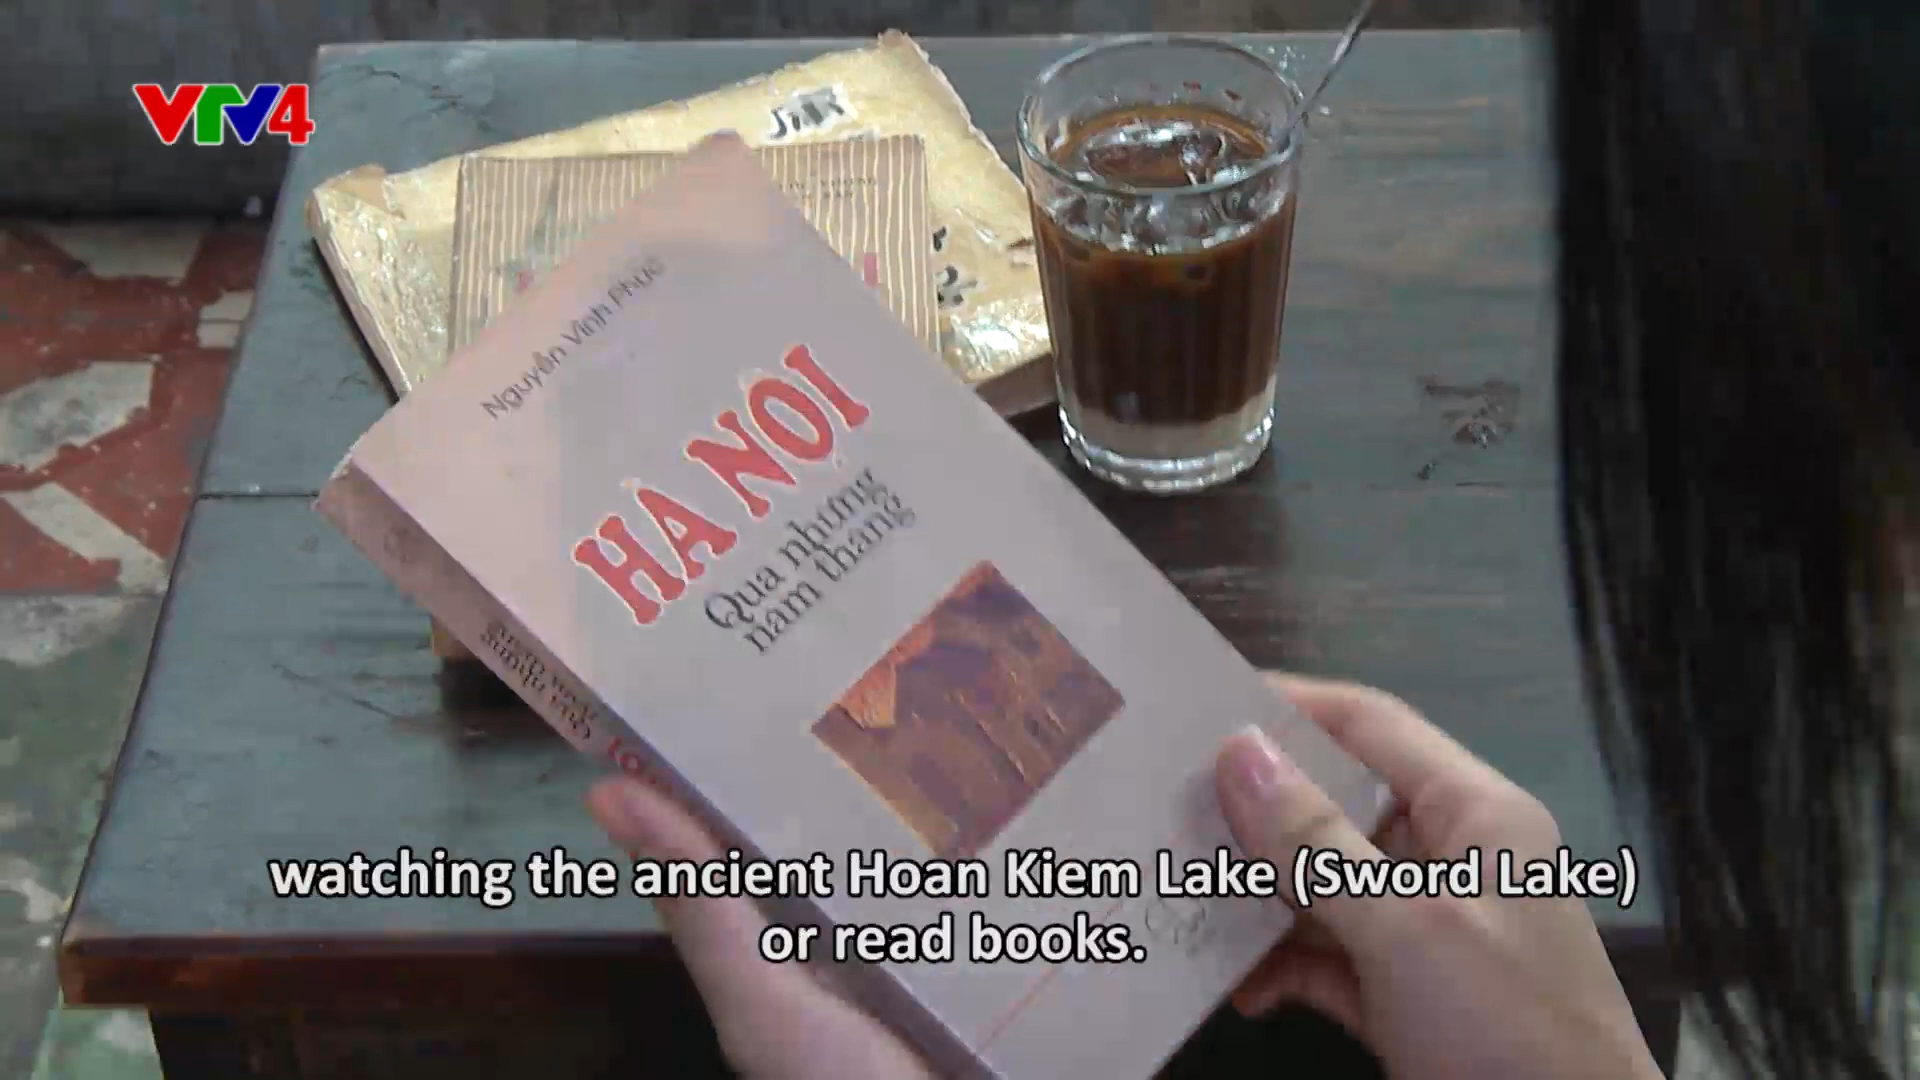 VTV4
Nguyễn Vinh Phúc
HÀ NỘI
Qua những
năm tháng
watching the ancient Hoan Kiem Lake (Sword Lake)
or read books.